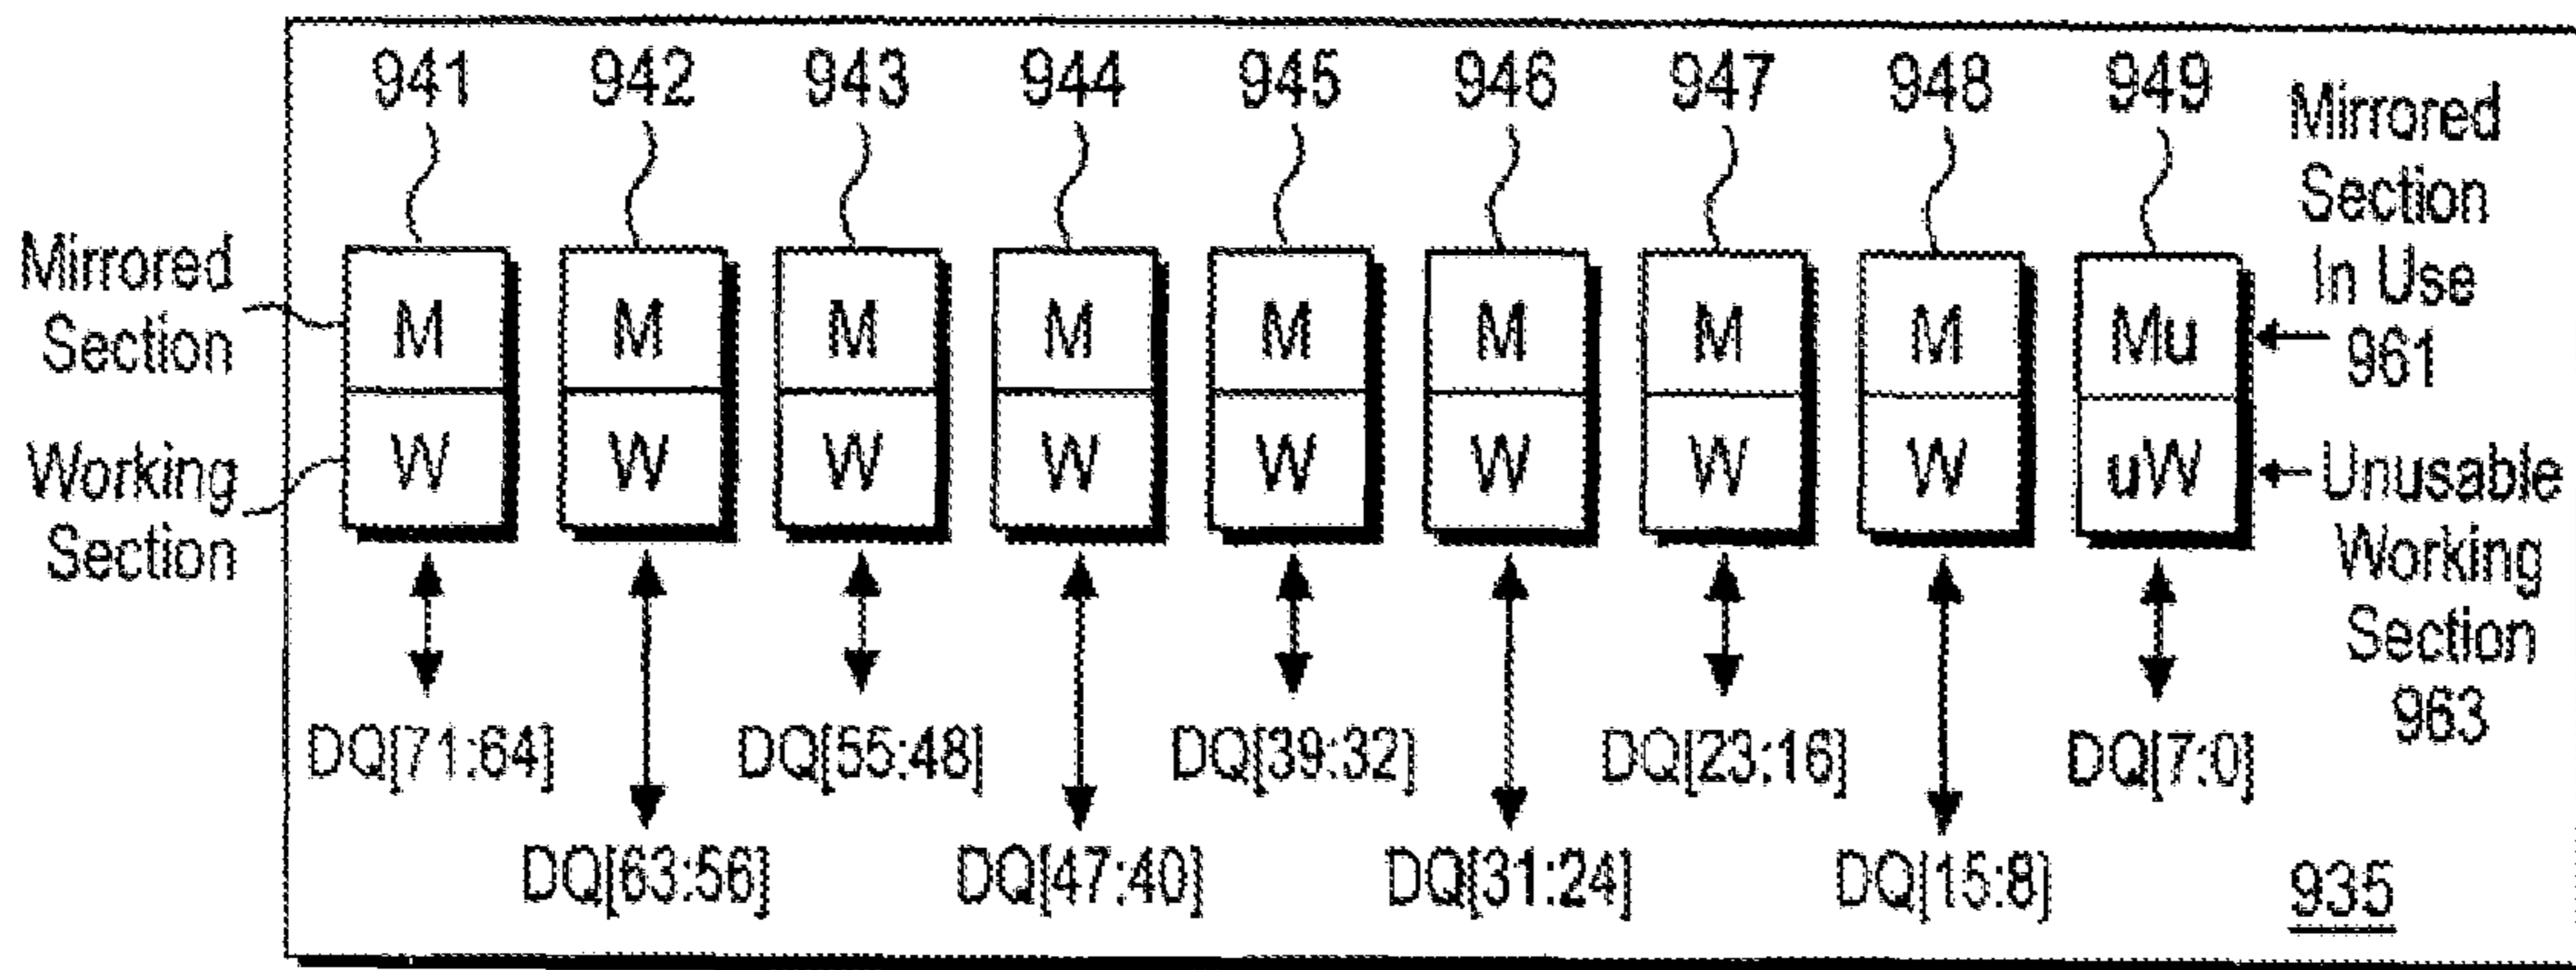 941 942 943 944 945 946 947 948 949
Mirrored
Section
In Use
961
Mirrored
Section
M M M M M M M M Mu
Working
Section
W W W W W W W W uW
Unusable
Working
Section
963
DQ[71:64] DQ[55:48] DQ[39:32] DQ[23:16] DQ[7:0]
DQ[63:56] DQ[47:40] DQ[31:24] DQ[15:8]
935